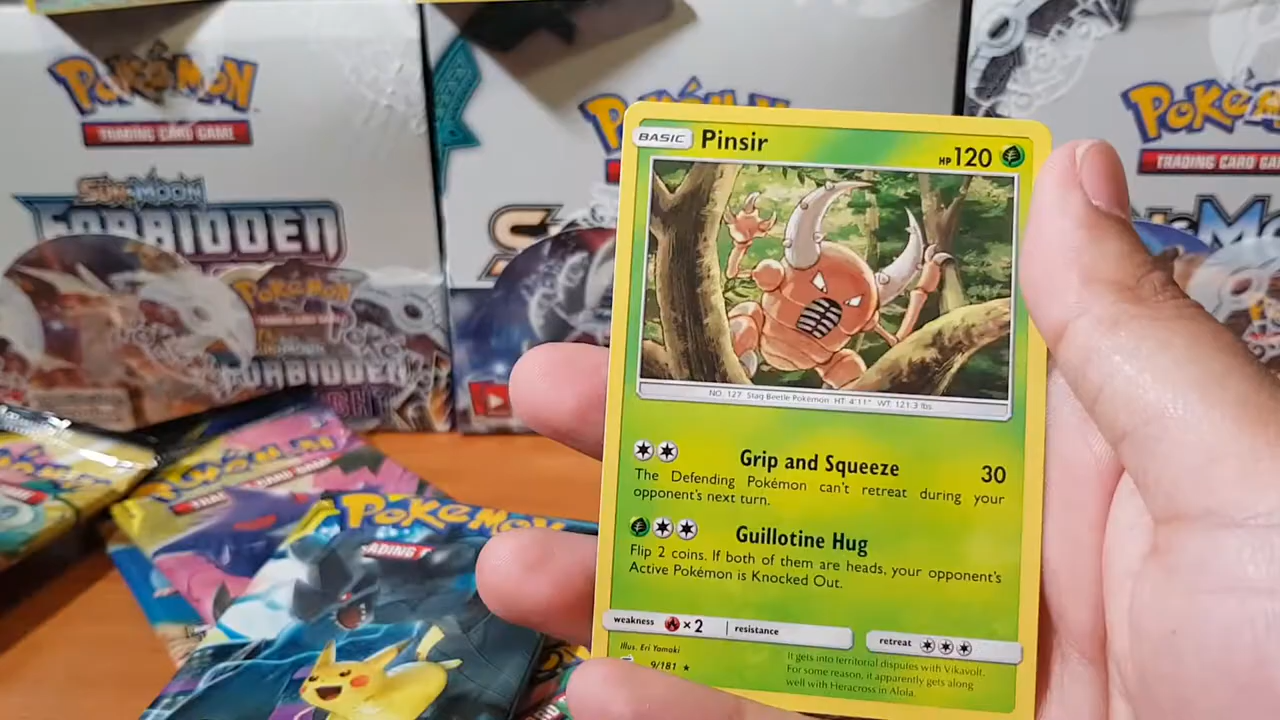 POKéMON
TRADING CARD GAME
SUN & MOON
FORBIDDEN
POKéMON
FORBIDDEN
POKéMON
TRADING CARD GAME
POKéMON
BASIC Pinsir HP 120
NO. 127 Stag Beetle Pokémon HT: 4'11" WT: 121.3 lbs
Grip and Squeeze 30
The Defending Pokémon can't retreat during your
opponent's next turn.
Guillotine Hug
Flip 2 coins. If both of them are heads, your opponent's
Active Pokémon is Knocked Out.
weakness ×2 resistance retreat
Illus. Eri Yamaki
9/181
It gets into territorial disputes with Vikavolt.
For some reason, it apparently gets along
well with Heracross in Alola.